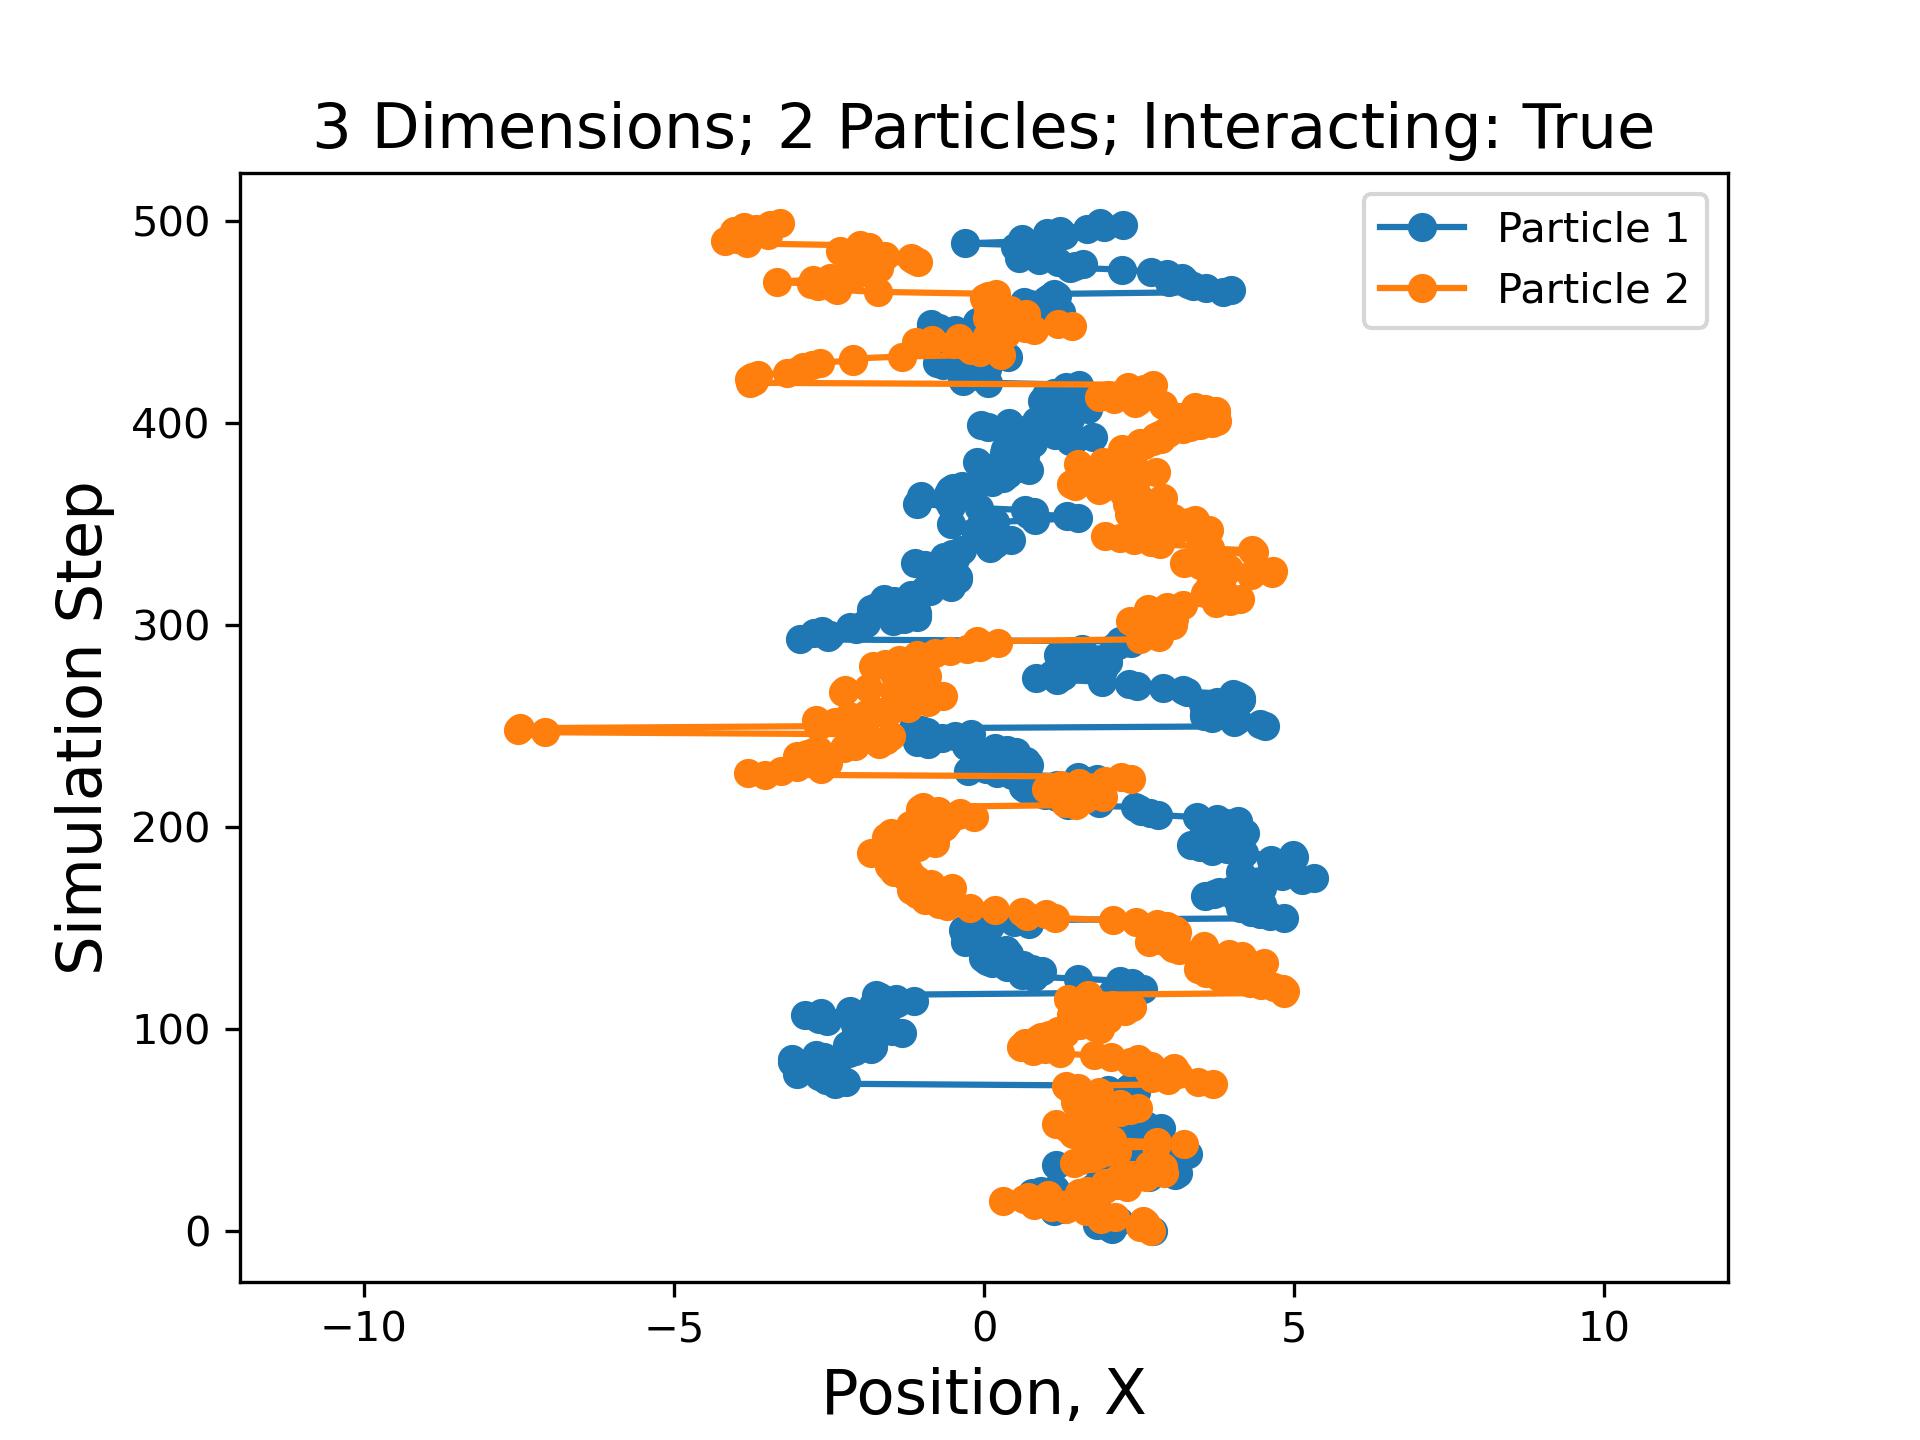 3 Dimensions; 2 Particles; Interacting: True
Particle 1
Particle 2
500
400
300
200
100
0
Simulation Step
−10
−5
0
5
10
Position, X